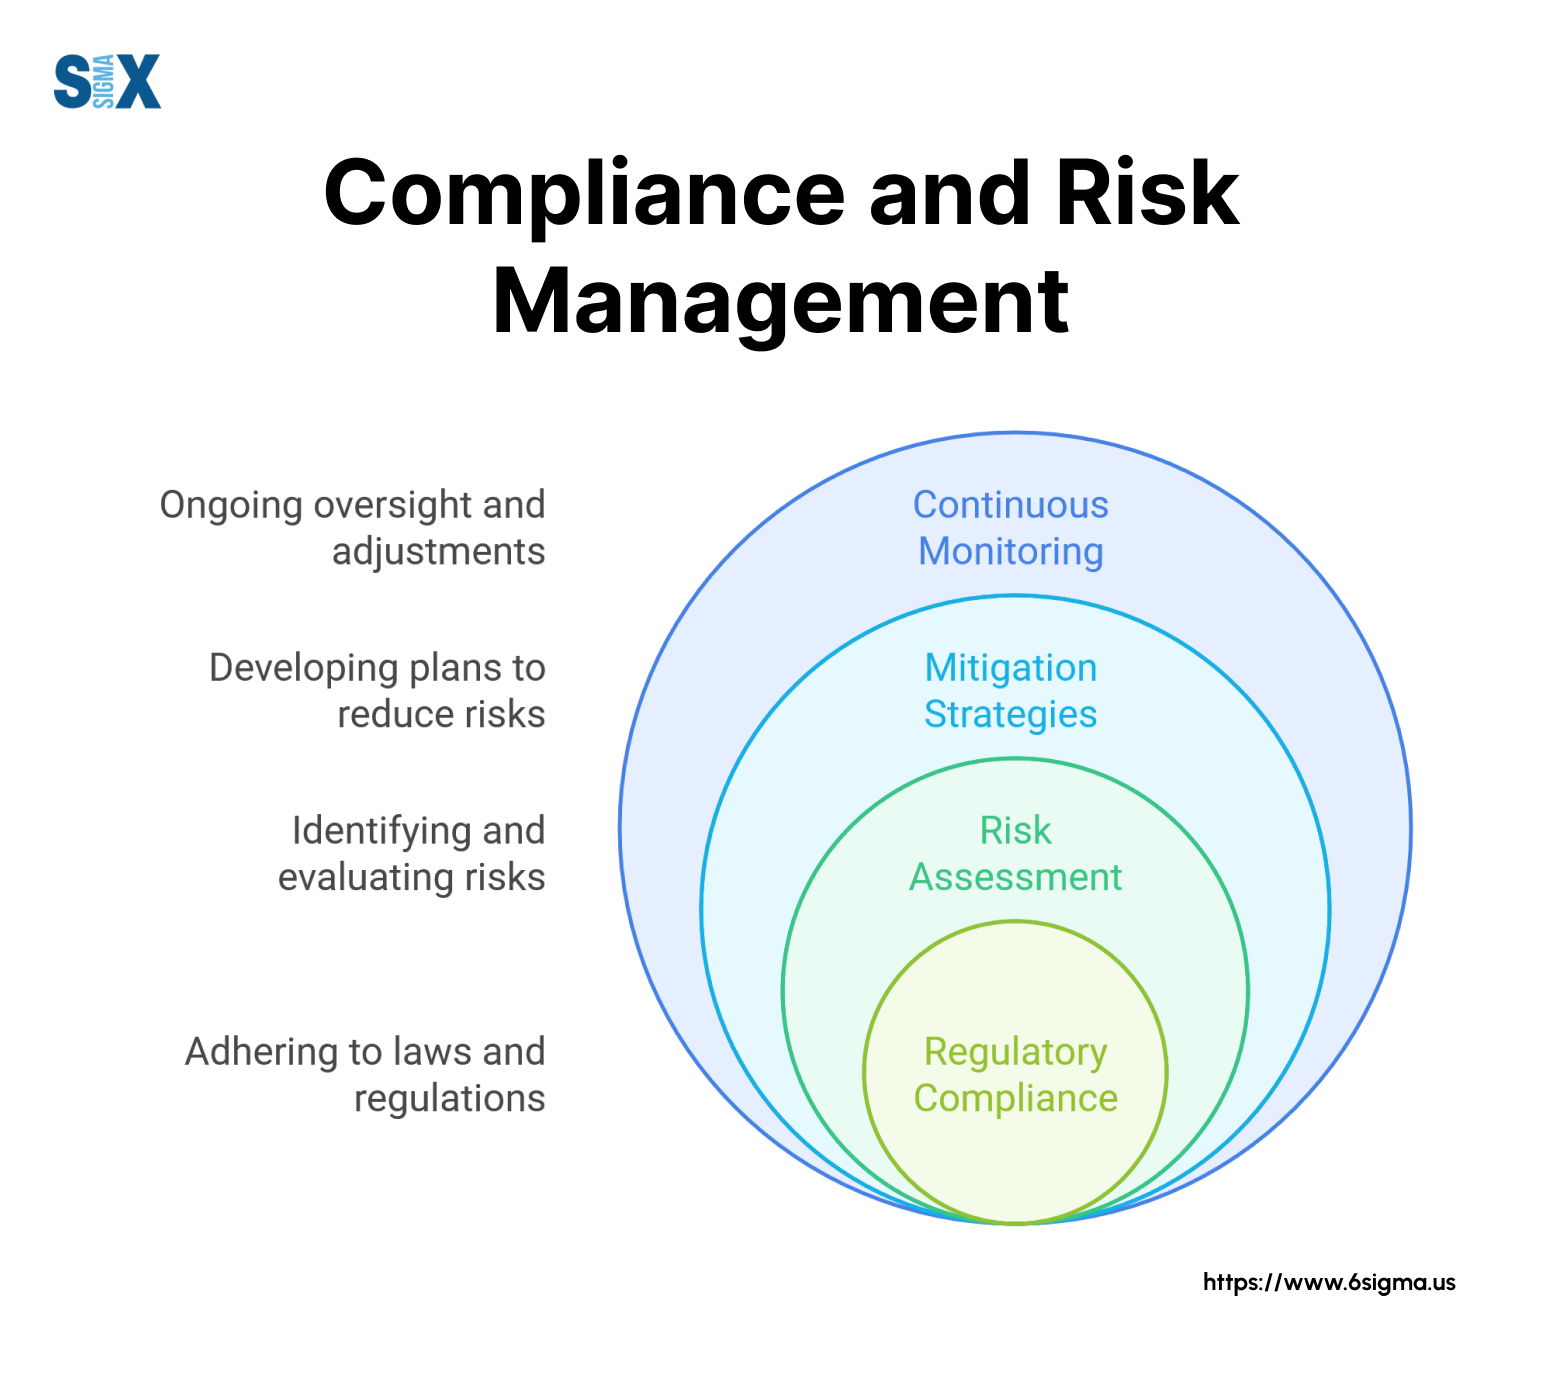 SIX
SIGMA
Compliance and Risk
Management
Ongoing oversight and
adjustments
Continuous
Monitoring
Developing plans to
reduce risks
Mitigation
Strategies
Identifying and
evaluating risks
Risk
Assessment
Adhering to laws and
regulations
Regulatory
Compliance
https://www.6sigma.us